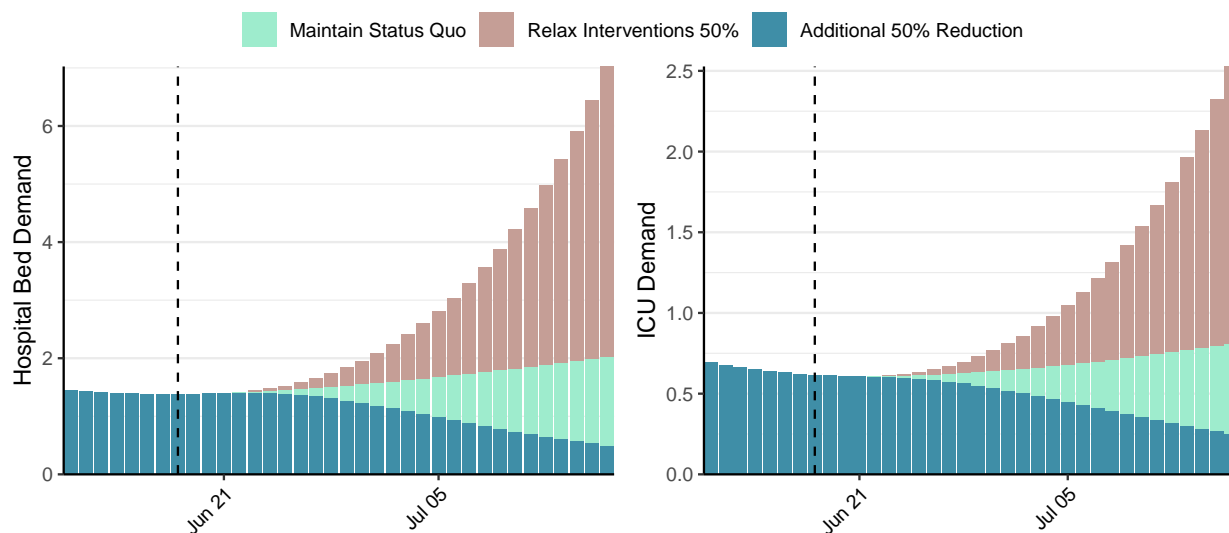 Maintain Status Quo Relax Interventions 50% Additional 50% Reduction
Hospital Bed Demand
6
4
2
0
Jun 21
Jul 05
ICU Demand
2.5
2.0
1.5
1.0
0.5
0.0
Jun 21
Jul 05